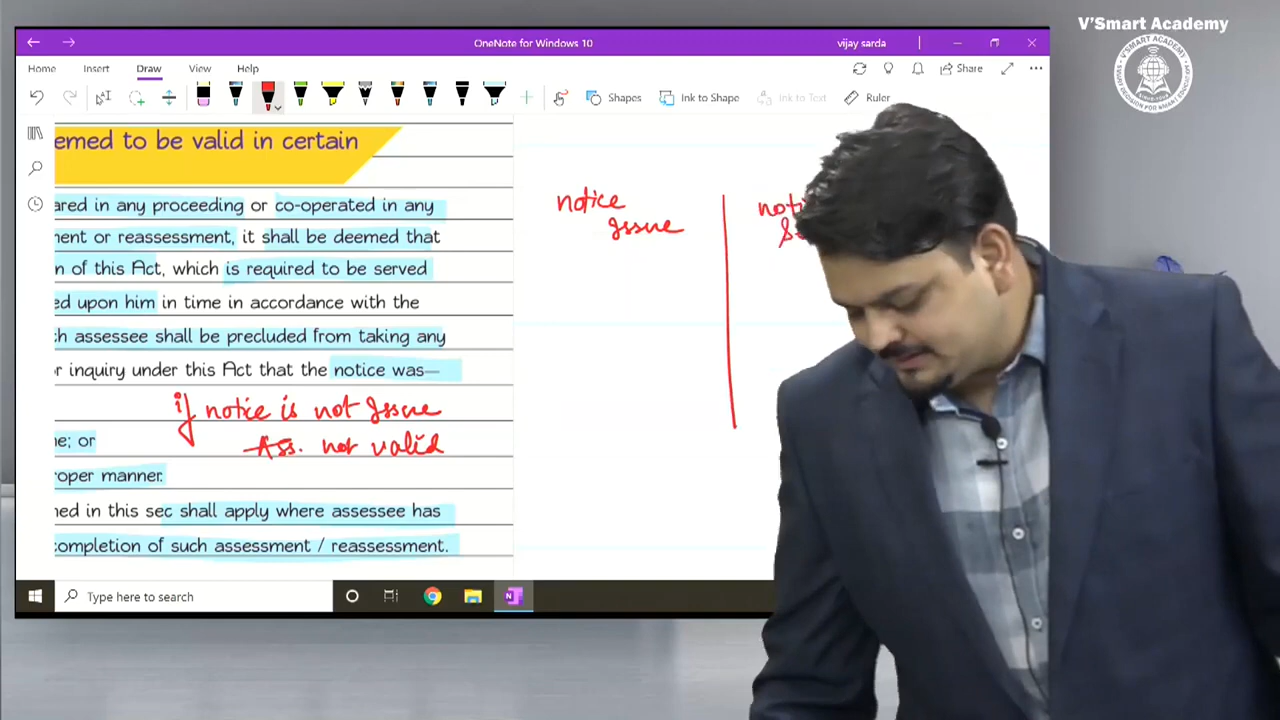 V'Smart Academy
OneNote for Windows 10
vijay sarda
Home Insert Draw View Help
Share
Shapes
Ink to Shape
Ink to Text
Ruler
emed to be valid in certain
ared in any proceeding or co-operated in any
ment or reassessment, it shall be deemed that
n of this Act, which is required to be served
ed upon him in time in accordance with the
ch assessee shall be precluded from taking any
or inquiry under this Act that the notice was—
if notice is not Issue
Ass. not valid
ne; or
roper manner.
ned in this sec shall apply where assessee has
completion of such assessment / reassessment.
notice
Issue
noti
Type here to search